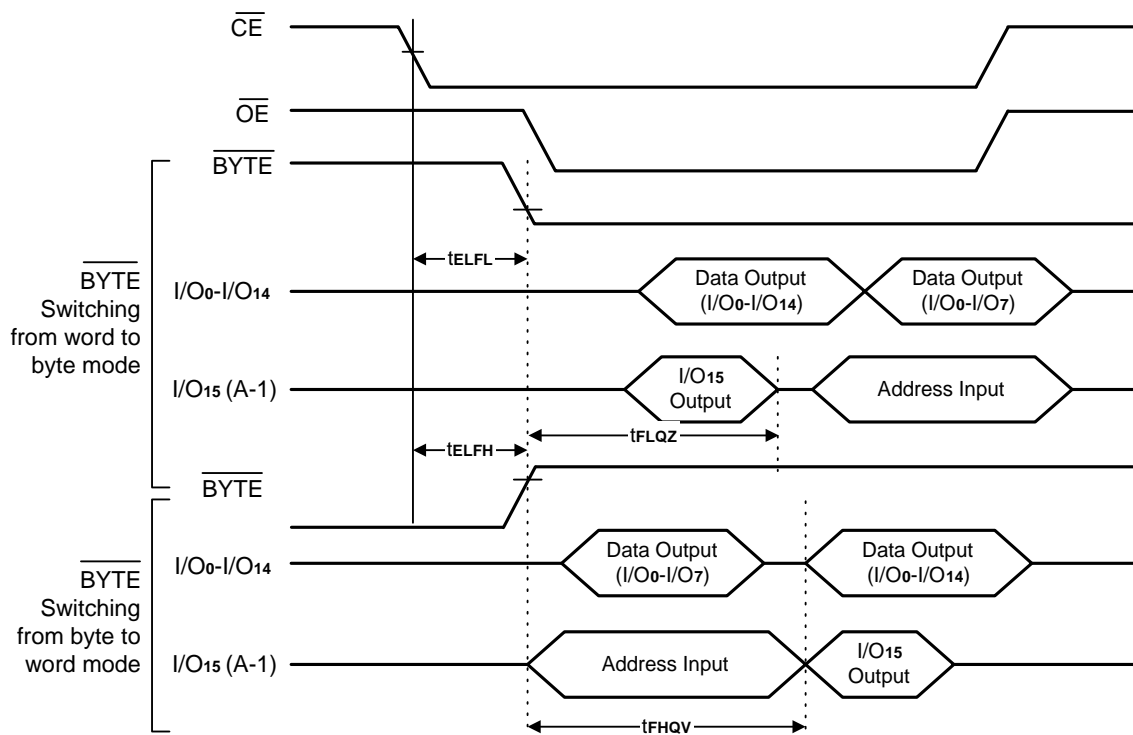 CE
OE
BYTE
tELFL
BYTE
Switching
from word to
byte mode
I/O0-I/O14
Data Output
(I/O0-I/O14)
Data Output
(I/O0-I/O7)
I/O15 (A-1)
I/O15
Output
Address Input
tELFH
tFLQZ
BYTE
BYTE
Switching
from byte to
word mode
I/O0-I/O14
Data Output
(I/O0-I/O7)
Data Output
(I/O0-I/O14)
I/O15 (A-1)
Address Input
I/O15
Output
tFHQV